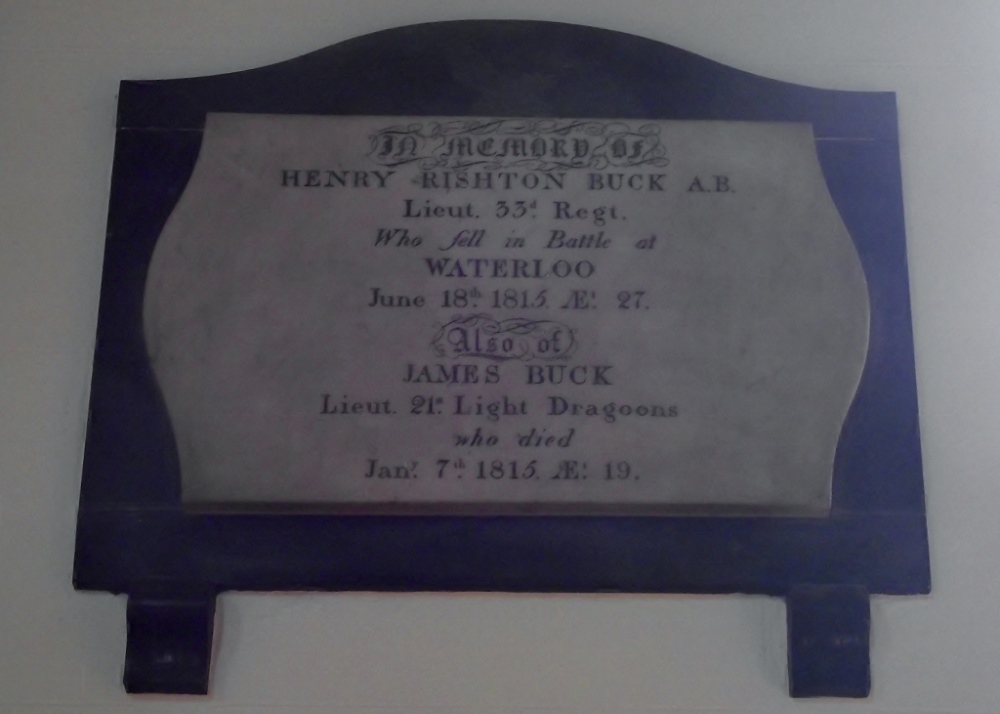 IN MEMORY OF
HENRY RISHTON BUCK A.B.
Lieut. 33d. Regt.
Who fell in Battle at
WATERLOO
June 18th. 1815. Æt. 27.
Also of
JAMES BUCK
Lieut. 21st. Light Dragoons
who died
Jany. 7th. 1815. Æt. 19.